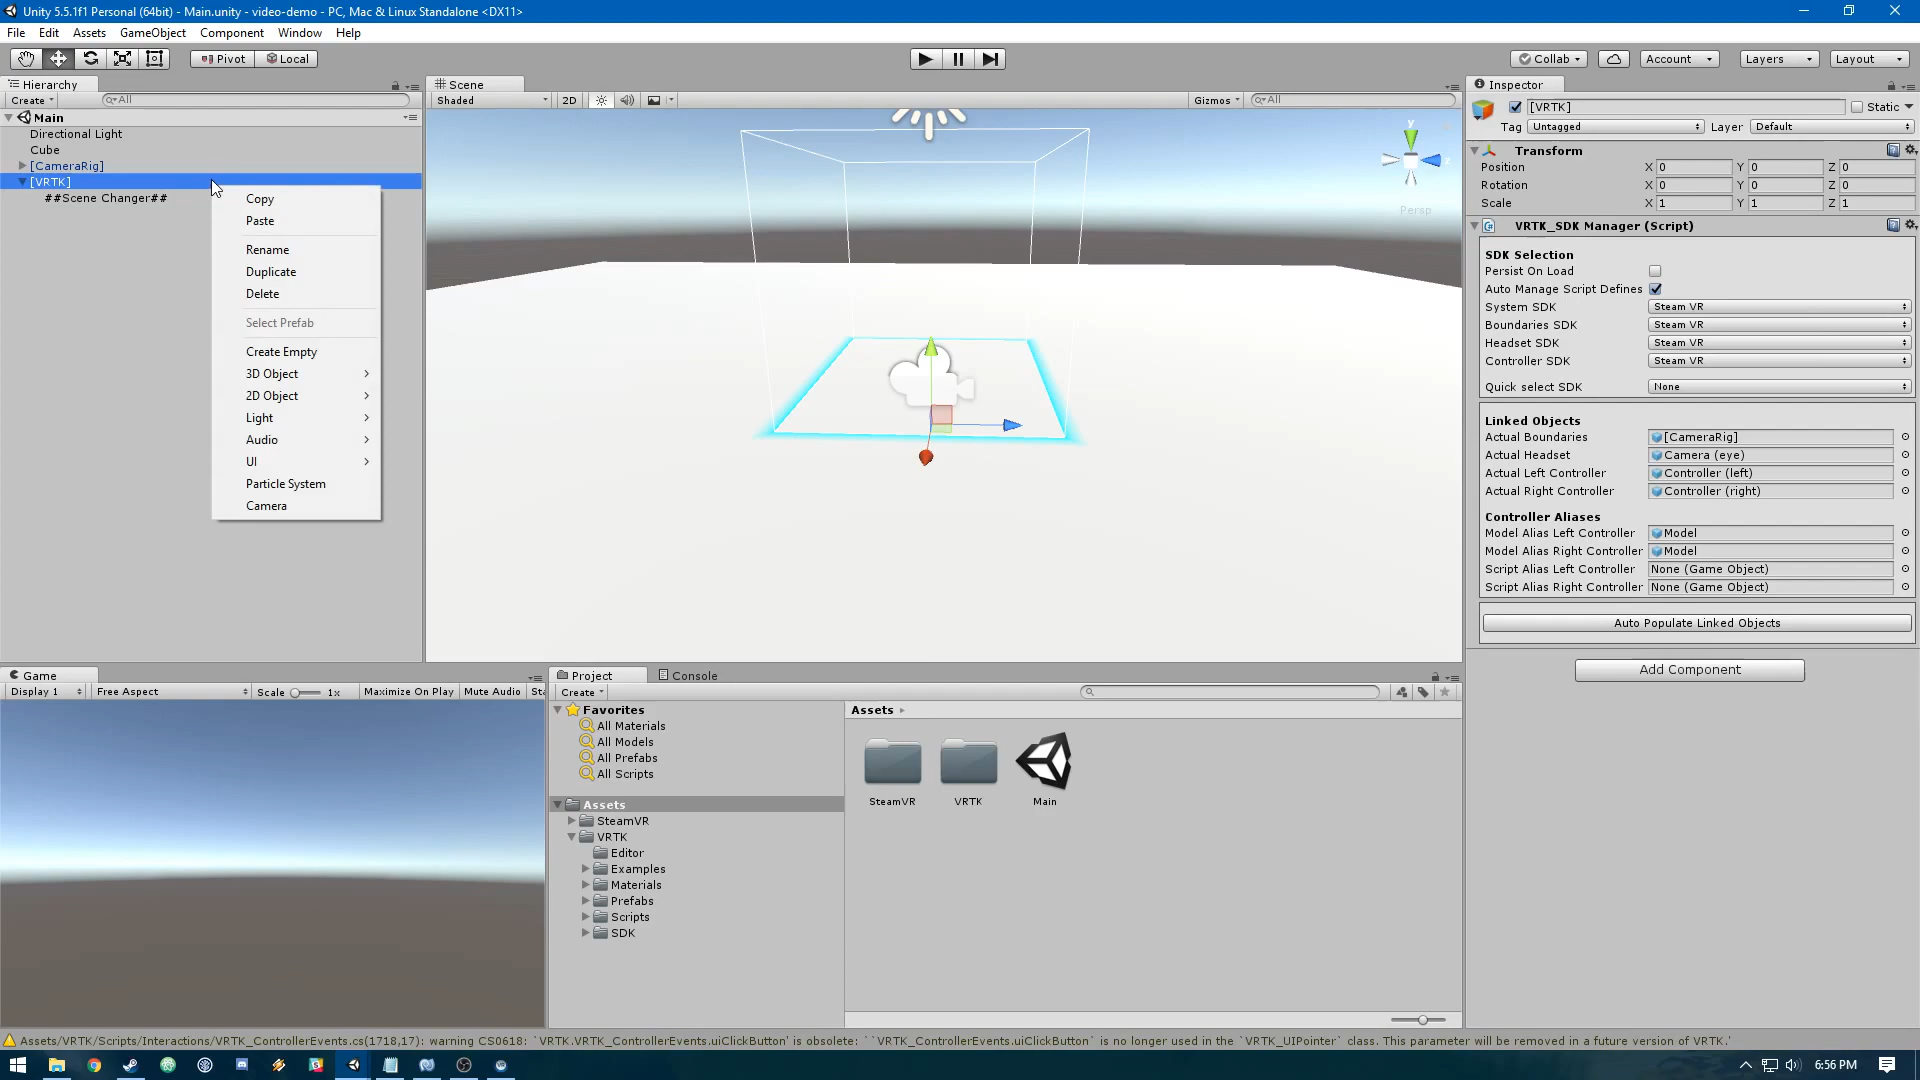 Unity 5.5.1f1 Personal (64bit) - Main.unity - video-demo - PC, Mac & Linux Standalone <DX11>
File Edit Assets GameObject Component Window Help
Pivot Local Collab Account Layers Layout
Hierarchy
Create All
Main
Directional Light
Cube
[CameraRig]
[VRTK]
##Scene Changer##
Copy
Paste
Rename
Duplicate
Delete
Select Prefab
Create Empty
3D Object
2D Object
Light
Audio
UI
Particle System
Camera
Scene
Shaded 2D Gizmos All
y
z
Persp
Inspector
[VRTK] Static
Tag Untagged Layer Default
Transform
Position X 0 Y 0 Z 0
Rotation X 0 Y 0 Z 0
Scale X 1 Y 1 Z 1
VRTK_SDK Manager (Script)
SDK Selection
Persist On Load
Auto Manage Script Defines
System SDK Steam VR
Boundaries SDK Steam VR
Headset SDK Steam VR
Controller SDK Steam VR
Quick select SDK None
Linked Objects
Actual Boundaries [CameraRig]
Actual Headset Camera (eye)
Actual Left Controller Controller (left)
Actual Right Controller Controller (right)
Controller Aliases
Model Alias Left Controller Model
Model Alias Right Controller Model
Script Alias Left Controller None (Game Object)
Script Alias Right Controller None (Game Object)
Auto Populate Linked Objects
Add Component
Game
Display 1 Free Aspect Scale 1x Maximize On Play Mute Audio Sta
Project Console
Create
Favorites
All Materials
All Models
All Prefabs
All Scripts
Assets
SteamVR
VRTK
Editor
Examples
Materials
Prefabs
Scripts
SDK
Assets
SteamVR VRTK Main
Assets/VRTK/Scripts/Interactions/VRTK_ControllerEvents.cs(1718,17): warning CS0618: `VRTK.VRTK_ControllerEvents.uiClickButton' is obsolete: ``VRTK_ControllerEvents.uiClickButton` is no longer used in the `VRTK_UIPointer` class. This parameter will be removed in a future version of VRTK.'
6:56 PM